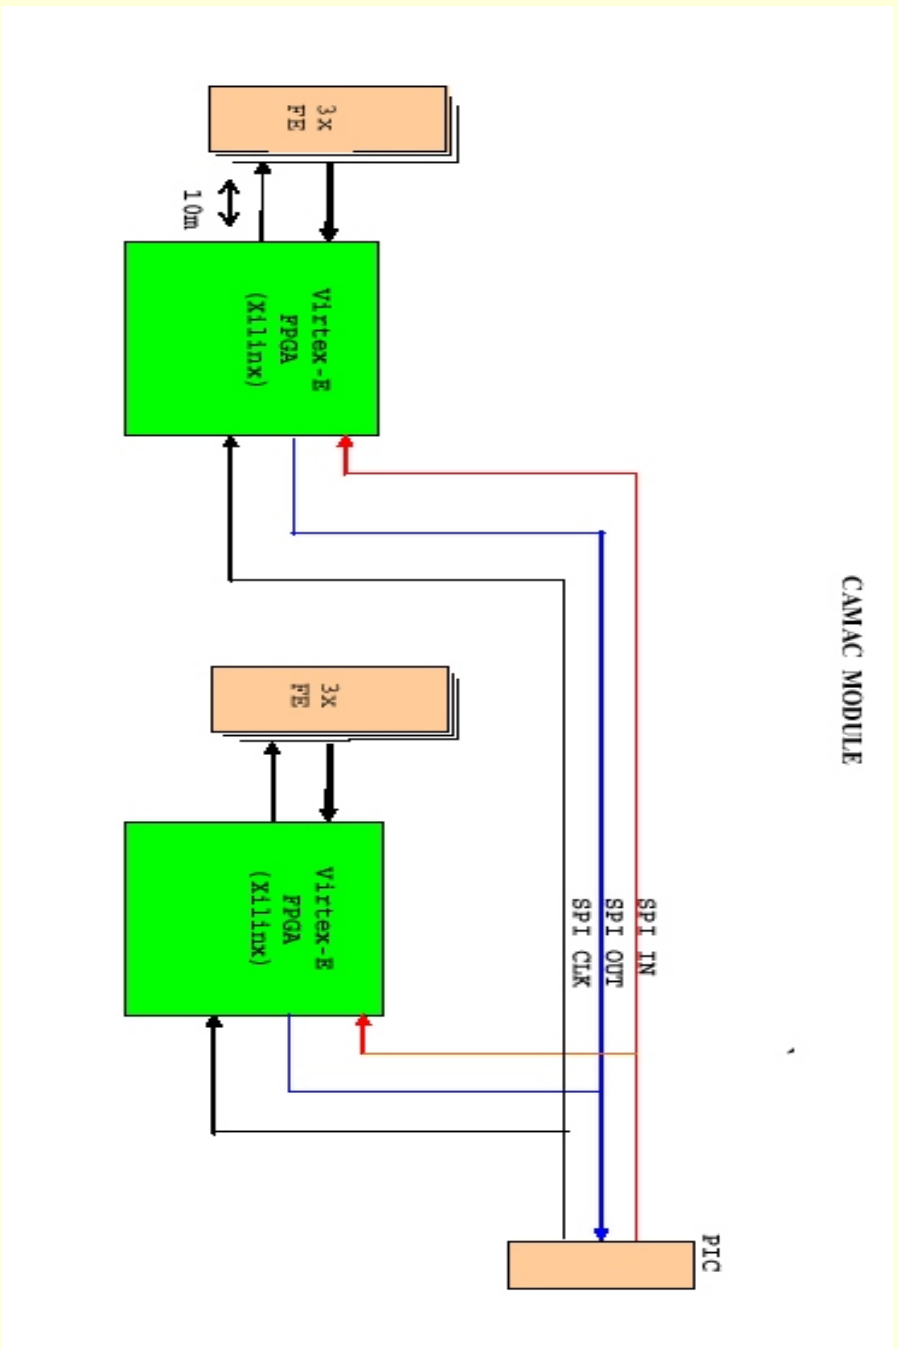 CAMAC MODULE
3x
FE
10m
Virtex-E
FPGA
(Xilinx)
3x
FE
Virtex-E
FPGA
(Xilinx)
SPI IN
SPI OUT
SPI CLK
PIC